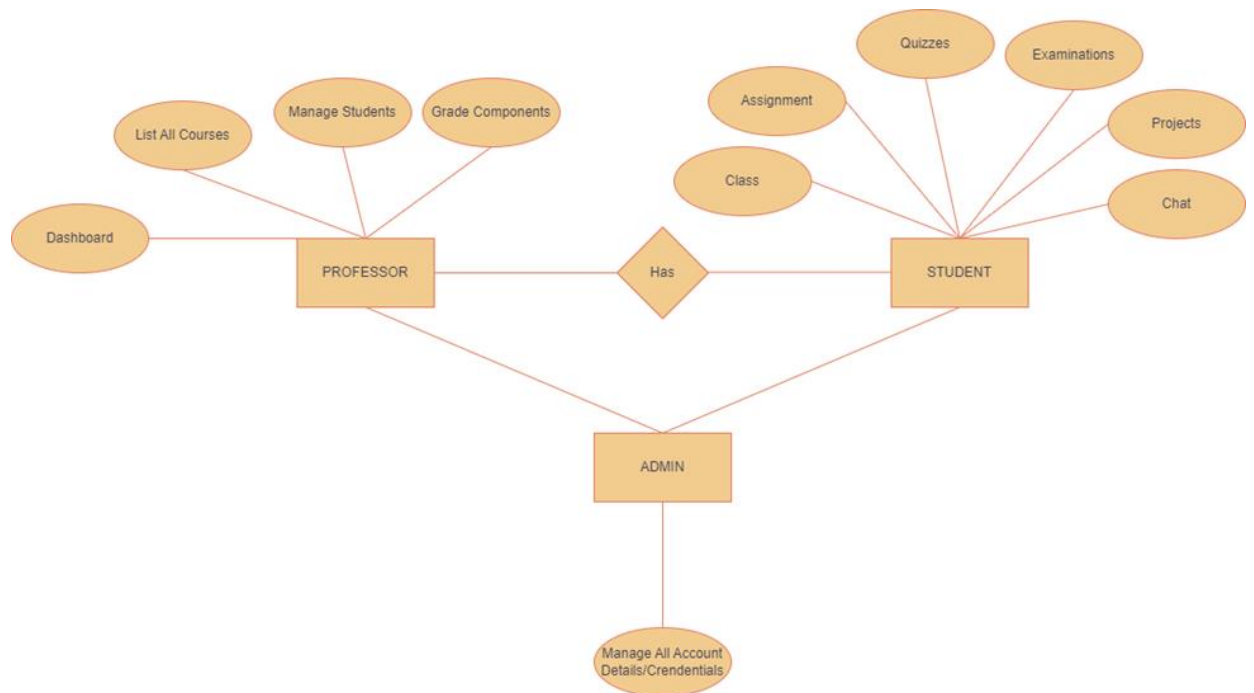 Quizzes
Examinations
Assignment
Manage Students
Grade Components
Projects
List All Courses
Class
Chat
Dashboard
PROFESSOR
Has
STUDENT
ADMIN
Manage All Account
Details/Crendentials